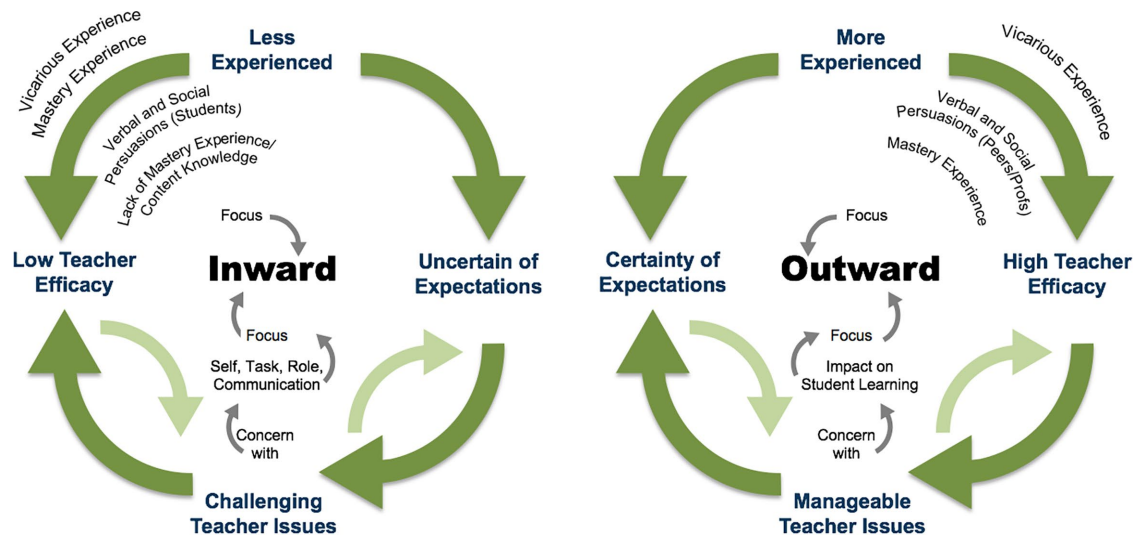 Less
Experienced
Vicarious Experience
Mastery Experience
Verbal and Social
Persuasions (Students)
Lack of Mastery Experience/
Content Knowledge
Focus
Inward
Low Teacher
Efficacy
Uncertain of
Expectations
Focus
Self, Task, Role,
Communication
Concern
with
Challenging
Teacher Issues
More
Experienced
Vicarious Experience
Verbal and Social
Persuasions (Peers/Profs)
Mastery Experience
Focus
Outward
Certainty of
Expectations
High Teacher
Efficacy
Focus
Impact on
Student Learning
Concern
with
Manageable
Teacher Issues